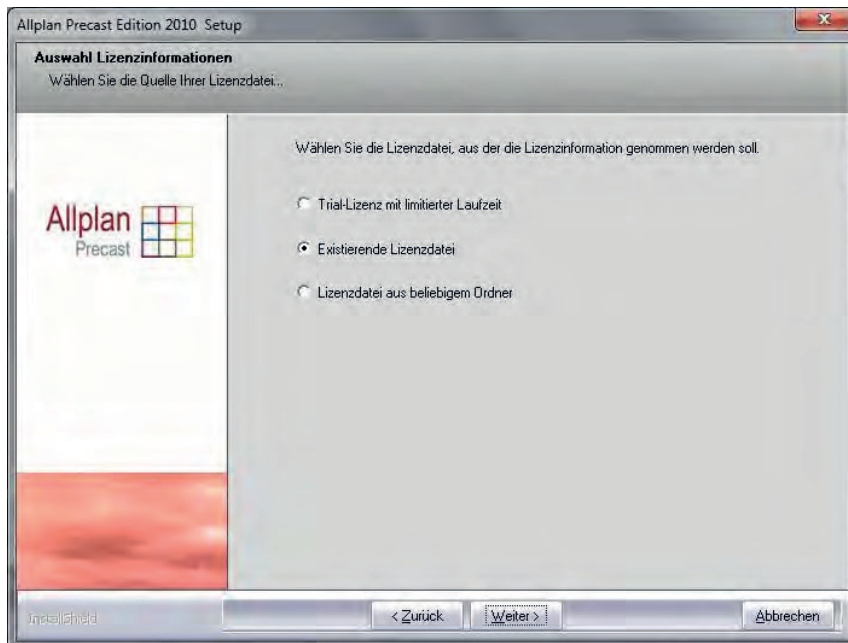 Allplan Precast Edition 2010 Setup
Auswahl Lizenzinformationen
Wählen Sie die Quelle Ihrer Lizenzdatei...
Wählen Sie die Lizenzdatei, aus der die Lizenzinformation genommen werden soll.
Allplan
Precast
Trial-Lizenz mit limitierter Laufzeit
Existierende Lizenzdatei
Lizenzdatei aus beliebigem Ordner
InstallShield
< Zurück
Weiter >
Abbrechen